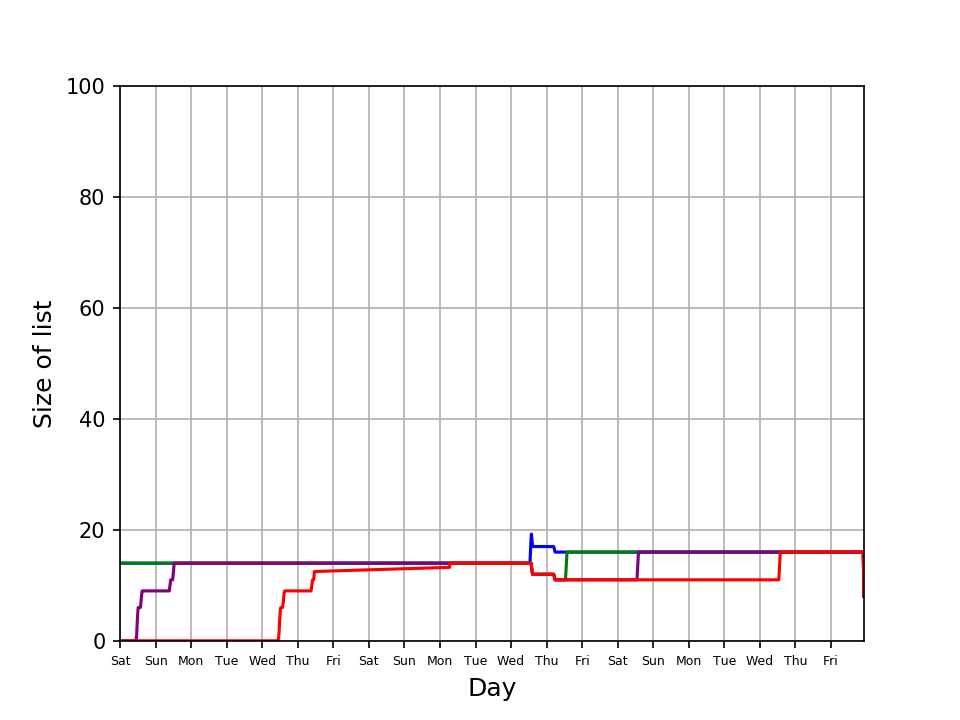 100
80
60
40
20
0
Size of list
Sat Sun Mon Tue Wed Thu Fri Sat Sun Mon Tue Wed Thu Fri Sat Sun Mon Tue Wed Thu Fri
Day